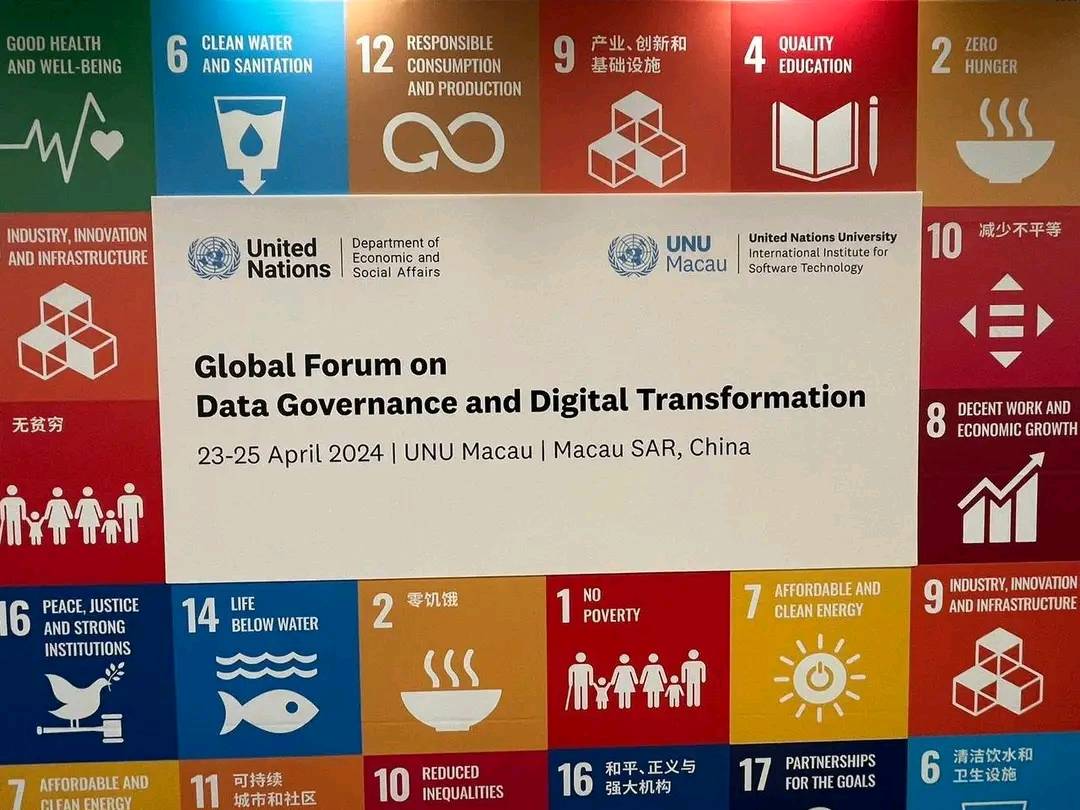 GOOD HEALTH
AND WELL-BEING
6 CLEAN WATER
AND SANITATION
12 RESPONSIBLE
CONSUMPTION
AND PRODUCTION
9 产业、创新和
基础设施
4 QUALITY
EDUCATION
2 ZERO
HUNGER
INDUSTRY, INNOVATION
AND INFRASTRUCTURE
United
Nations
Department of
Economic and
Social Affairs
UNU
Macau
United Nations University
International Institute for
Software Technology
10 减少不平等
Global Forum on
Data Governance and Digital Transformation
23-25 April 2024 | UNU Macau | Macau SAR, China
无贫穷
8 DECENT WORK AND
ECONOMIC GROWTH
16 PEACE, JUSTICE
AND STRONG
INSTITUTIONS
14 LIFE
BELOW WATER
2 零饥饿
1 NO
POVERTY
7 AFFORDABLE AND
CLEAN ENERGY
9 INDUSTRY, INNOVATION
AND INFRASTRUCTURE
7 AFFORDABLE AND
CLEAN ENERGY
11 可持续
城市和社区
10 REDUCED
INEQUALITIES
16 和平、正义与
强大机构
17 PARTNERSHIPS
FOR THE GOALS
6 清洁饮水和
卫生设施